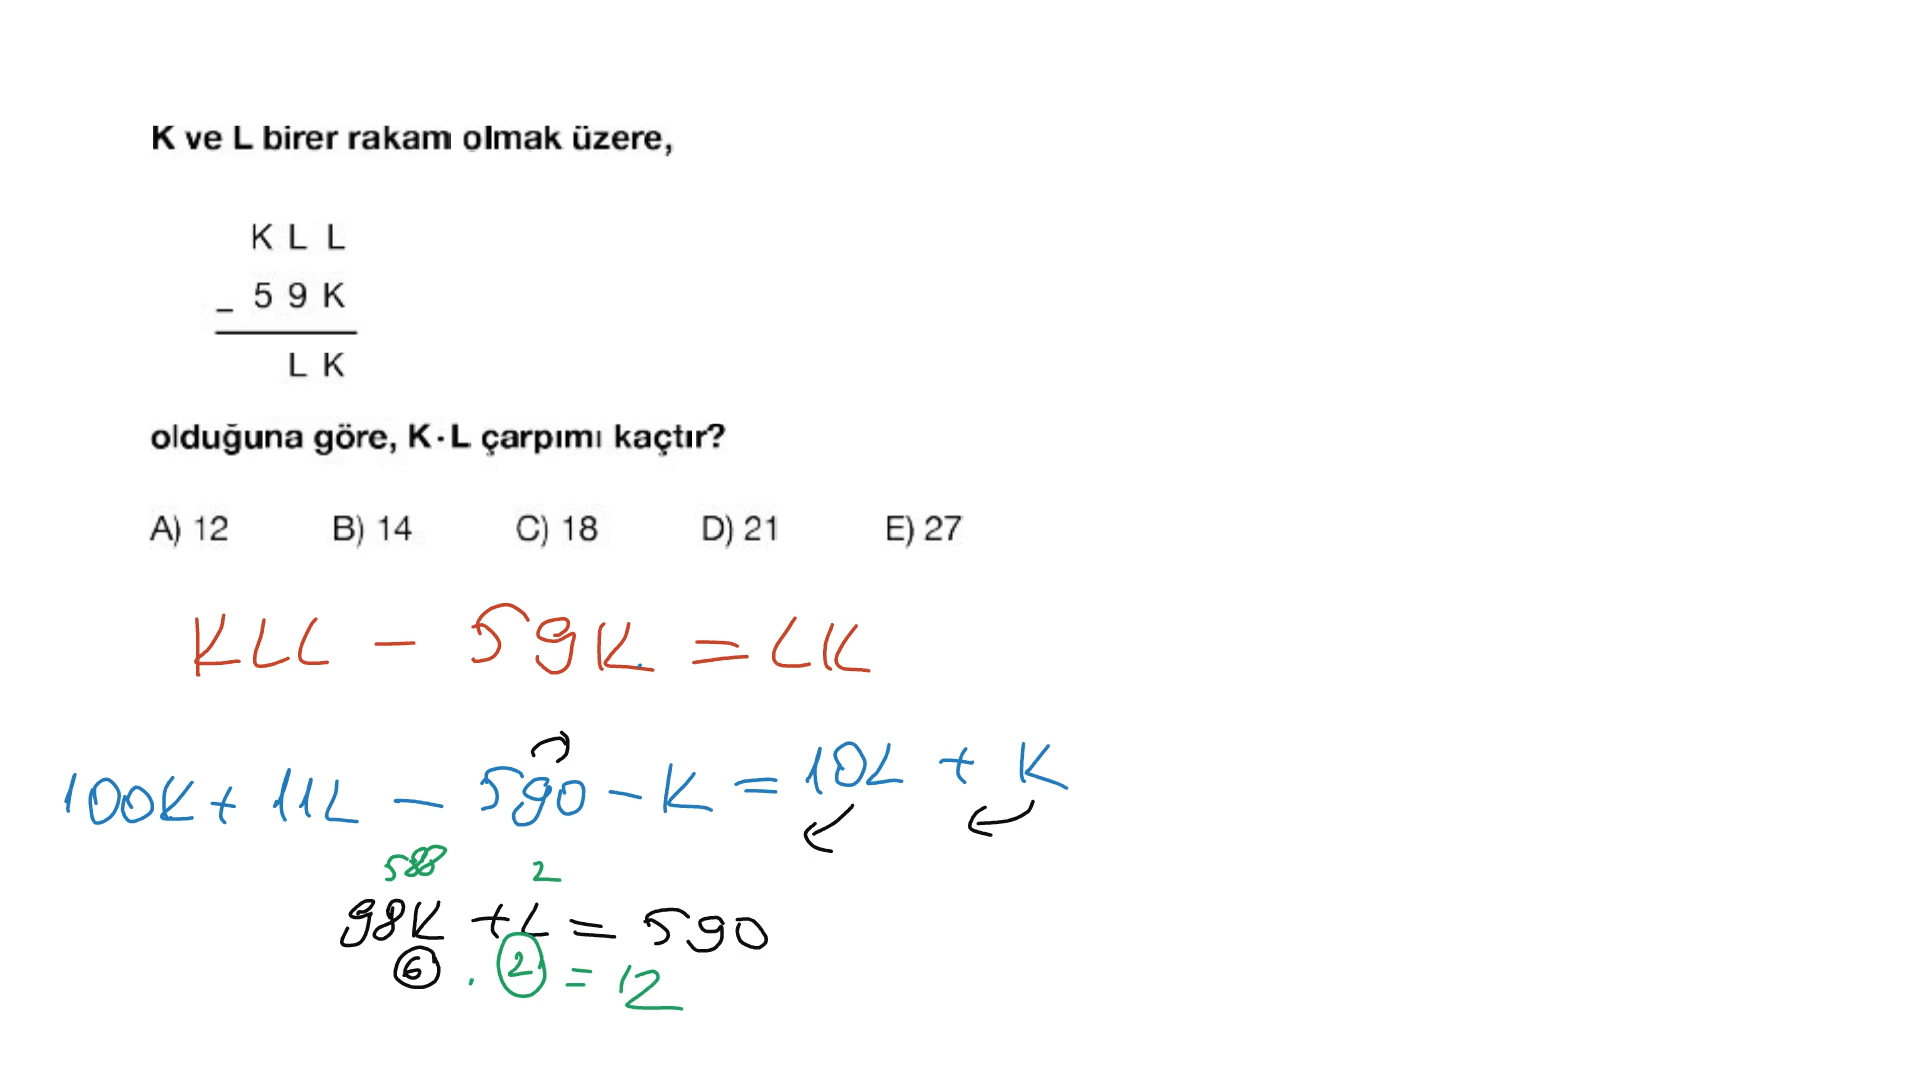 K ve L birer rakam olmak üzere,
K L L
_ 5 9 K
L K
olduğuna göre, K·L çarpımı kaçtır?
A) 12 B) 14 C) 18 D) 21 E) 27
KLL - 59K = LK
100K + 11L - 590 - K = 10L + K
588 2
98K + L = 590
6 . 2 = 12